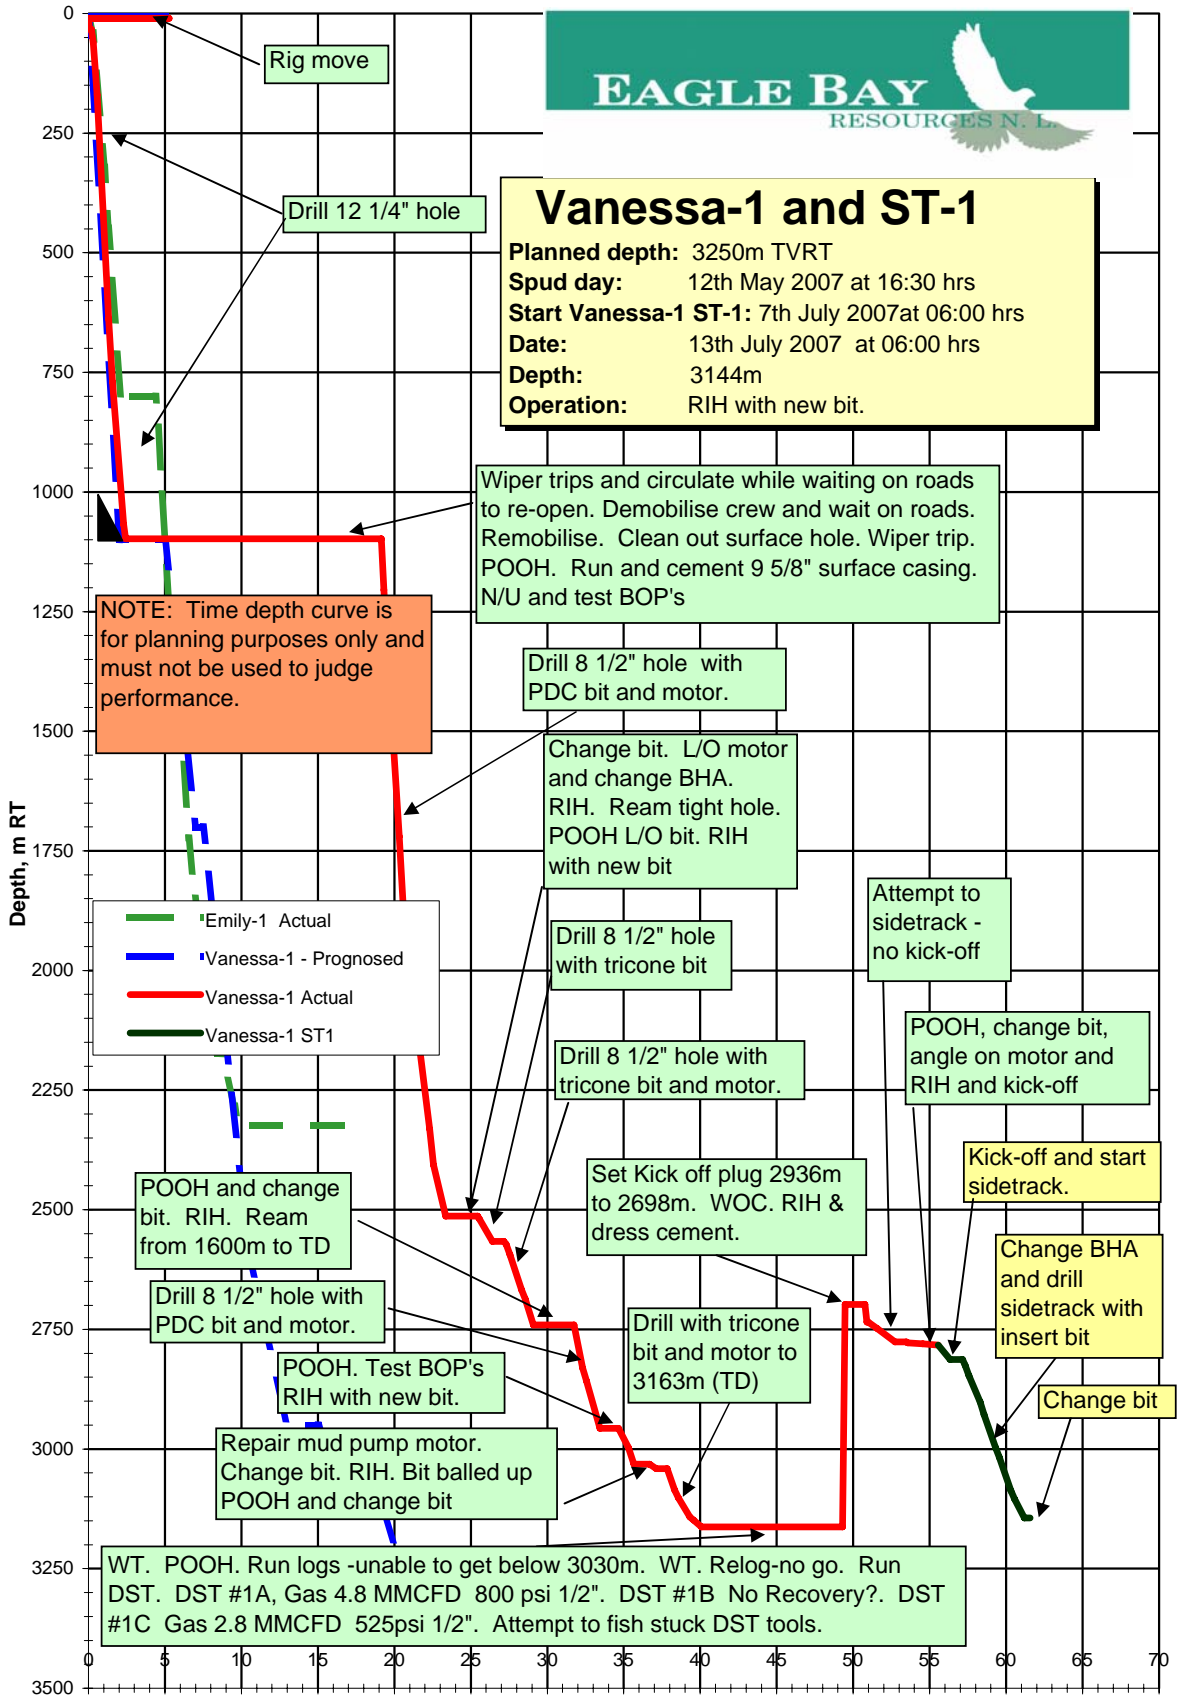 EAGLE BAY
RESOURCES N. L.
Vanessa-1 and ST-1
Planned depth: 3250m TVRT
Spud day: 12th May 2007 at 16:30 hrs
Start Vanessa-1 ST-1: 7th July 2007at 06:00 hrs
Date: 13th July 2007 at 06:00 hrs
Depth: 3144m
Operation: RIH with new bit.
Rig move
Drill 12 1/4" hole
Wiper trips and circulate while waiting on roads
to re-open. Demobilise crew and wait on roads.
Remobilise. Clean out surface hole. Wiper trip.
POOH. Run and cement 9 5/8" surface casing.
N/U and test BOP's
NOTE: Time depth curve is
for planning purposes only and
must not be used to judge
performance.
Drill 8 1/2" hole with
PDC bit and motor.
Change bit. L/O motor
and change BHA.
RIH. Ream tight hole.
POOH L/O bit. RIH
with new bit
Attempt to
sidetrack -
no kick-off
Emily-1 Actual
Vanessa-1 - Prognosed
Vanessa-1 Actual
Vanessa-1 ST1
Drill 8 1/2" hole
with tricone bit
POOH, change bit,
angle on motor and
RIH and kick-off
Drill 8 1/2" hole with
tricone bit and motor.
Kick-off and start
sidetrack.
POOH and change
bit. RIH. Ream
from 1600m to TD
Set Kick off plug 2936m
to 2698m. WOC. RIH &
dress cement.
Change BHA
and drill
sidetrack with
insert bit
Drill 8 1/2" hole with
PDC bit and motor.
Drill with tricone
bit and motor to
3163m (TD)
POOH. Test BOP's
RIH with new bit.
Change bit
Repair mud pump motor.
Change bit. RIH. Bit balled up
POOH and change bit
WT. POOH. Run logs -unable to get below 3030m. WT. Relog-no go. Run
DST. DST #1A, Gas 4.8 MMCFD 800 psi 1/2". DST #1B No Recovery?. DST
#1C Gas 2.8 MMCFD 525psi 1/2". Attempt to fish stuck DST tools.
Depth, m RT
0
250
500
750
1000
1250
1500
1750
2000
2250
2500
2750
3000
3250
3500
0 5 10 15 20 25 30 35 40 45 50 55 60 65 70